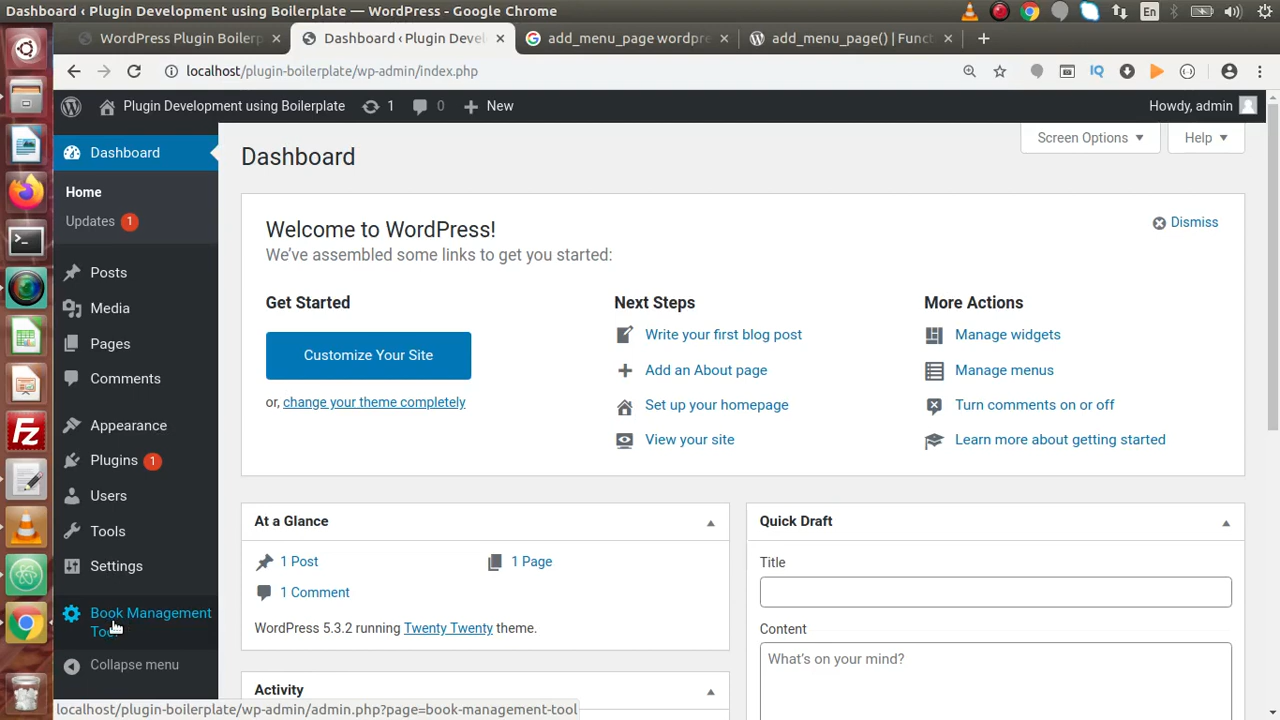 Dashboard ‹ Plugin Development using Boilerplate — WordPress - Google Chrome
En
WordPress Plugin Boilerp
Dashboard ‹ Plugin Devel
add_menu_page wordpr
add_menu_page() | Funct
localhost/plugin-boilerplate/wp-admin/index.php
IQ
Plugin Development using Boilerplate
1
0
New
Howdy, admin
Dashboard
Home
Updates 1
Posts
Media
Pages
Comments
Appearance
Plugins 1
Users
Tools
Settings
Book Management
Tool
Collapse menu
Screen Options
Help
Dashboard
Welcome to WordPress!
We’ve assembled some links to get you started:
Dismiss
Get Started
Customize Your Site
or, change your theme completely
Next Steps
Write your first blog post
Add an About page
Set up your homepage
View your site
More Actions
Manage widgets
Manage menus
Turn comments on or off
Learn more about getting started
At a Glance
1 Post
1 Page
1 Comment
WordPress 5.3.2 running Twenty Twenty theme.
Activity
Quick Draft
Title
Content
What’s on your mind?
localhost/plugin-boilerplate/wp-admin/admin.php?page=book-management-tool